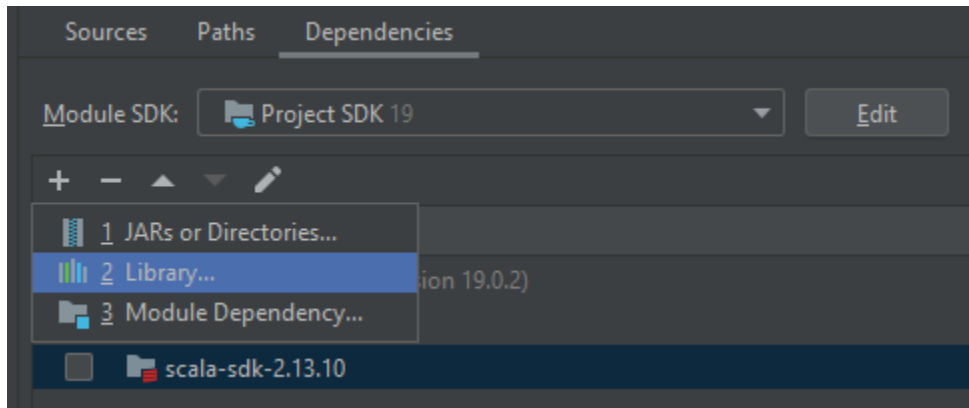 Sources Paths Dependencies
Module SDK: Project SDK 19 Edit
1 JARs or Directories...
2 Library...
sion 19.0.2)
3 Module Dependency...
scala-sdk-2.13.10